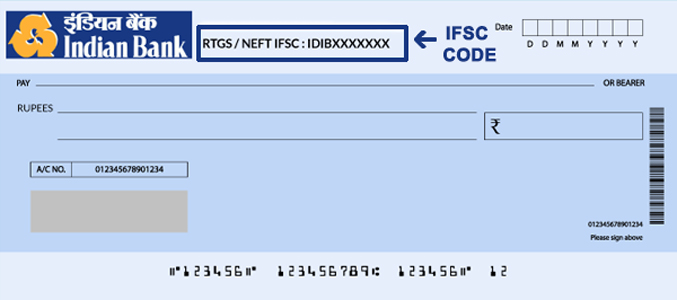 इंडियन बैंक
Indian Bank
RTGS / NEFT IFSC : IDIBXXXXXXX
IFSC
CODE
Date
D D M M Y Y Y Y
PAY
OR BEARER
RUPEES
₹
A/C NO. 012345678901234
012345678901234
Please sign above
⑈123456⑈ 123456789⑆ 123456⑈ 12